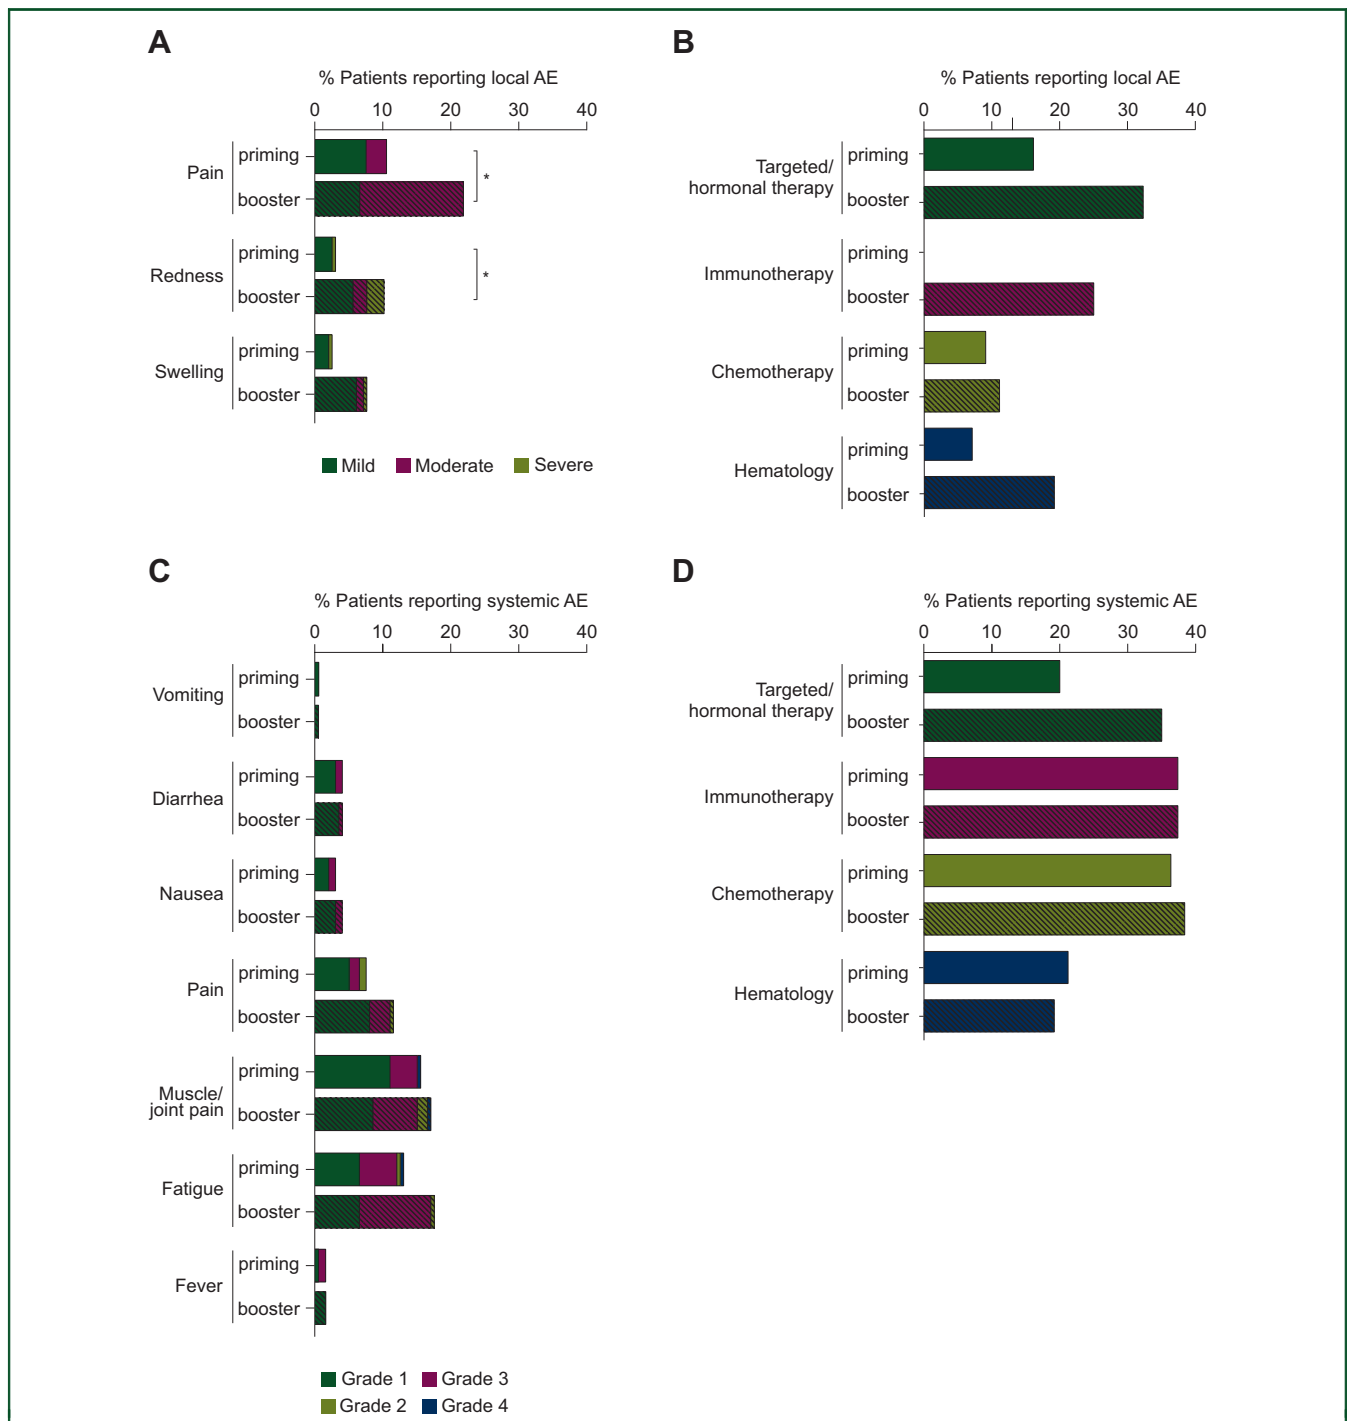 A
% Patients reporting local AE
0 10 20 30 40
Pain
priming
booster
*
Redness
priming
booster
*
Swelling
priming
booster
Mild Moderate Severe
B
% Patients reporting local AE
0 10 20 30 40
Targeted/
hormonal therapy
priming
booster
Immunotherapy
priming
booster
Chemotherapy
priming
booster
Hematology
priming
booster
C
% Patients reporting systemic AE
0 10 20 30 40
Vomiting
priming
booster
Diarrhea
priming
booster
Nausea
priming
booster
Pain
priming
booster
Muscle/
joint pain
priming
booster
Fatigue
priming
booster
Fever
priming
booster
Grade 1 Grade 3
Grade 2 Grade 4
D
% Patients reporting systemic AE
0 10 20 30 40
Targeted/
hormonal therapy
priming
booster
Immunotherapy
priming
booster
Chemotherapy
priming
booster
Hematology
priming
booster